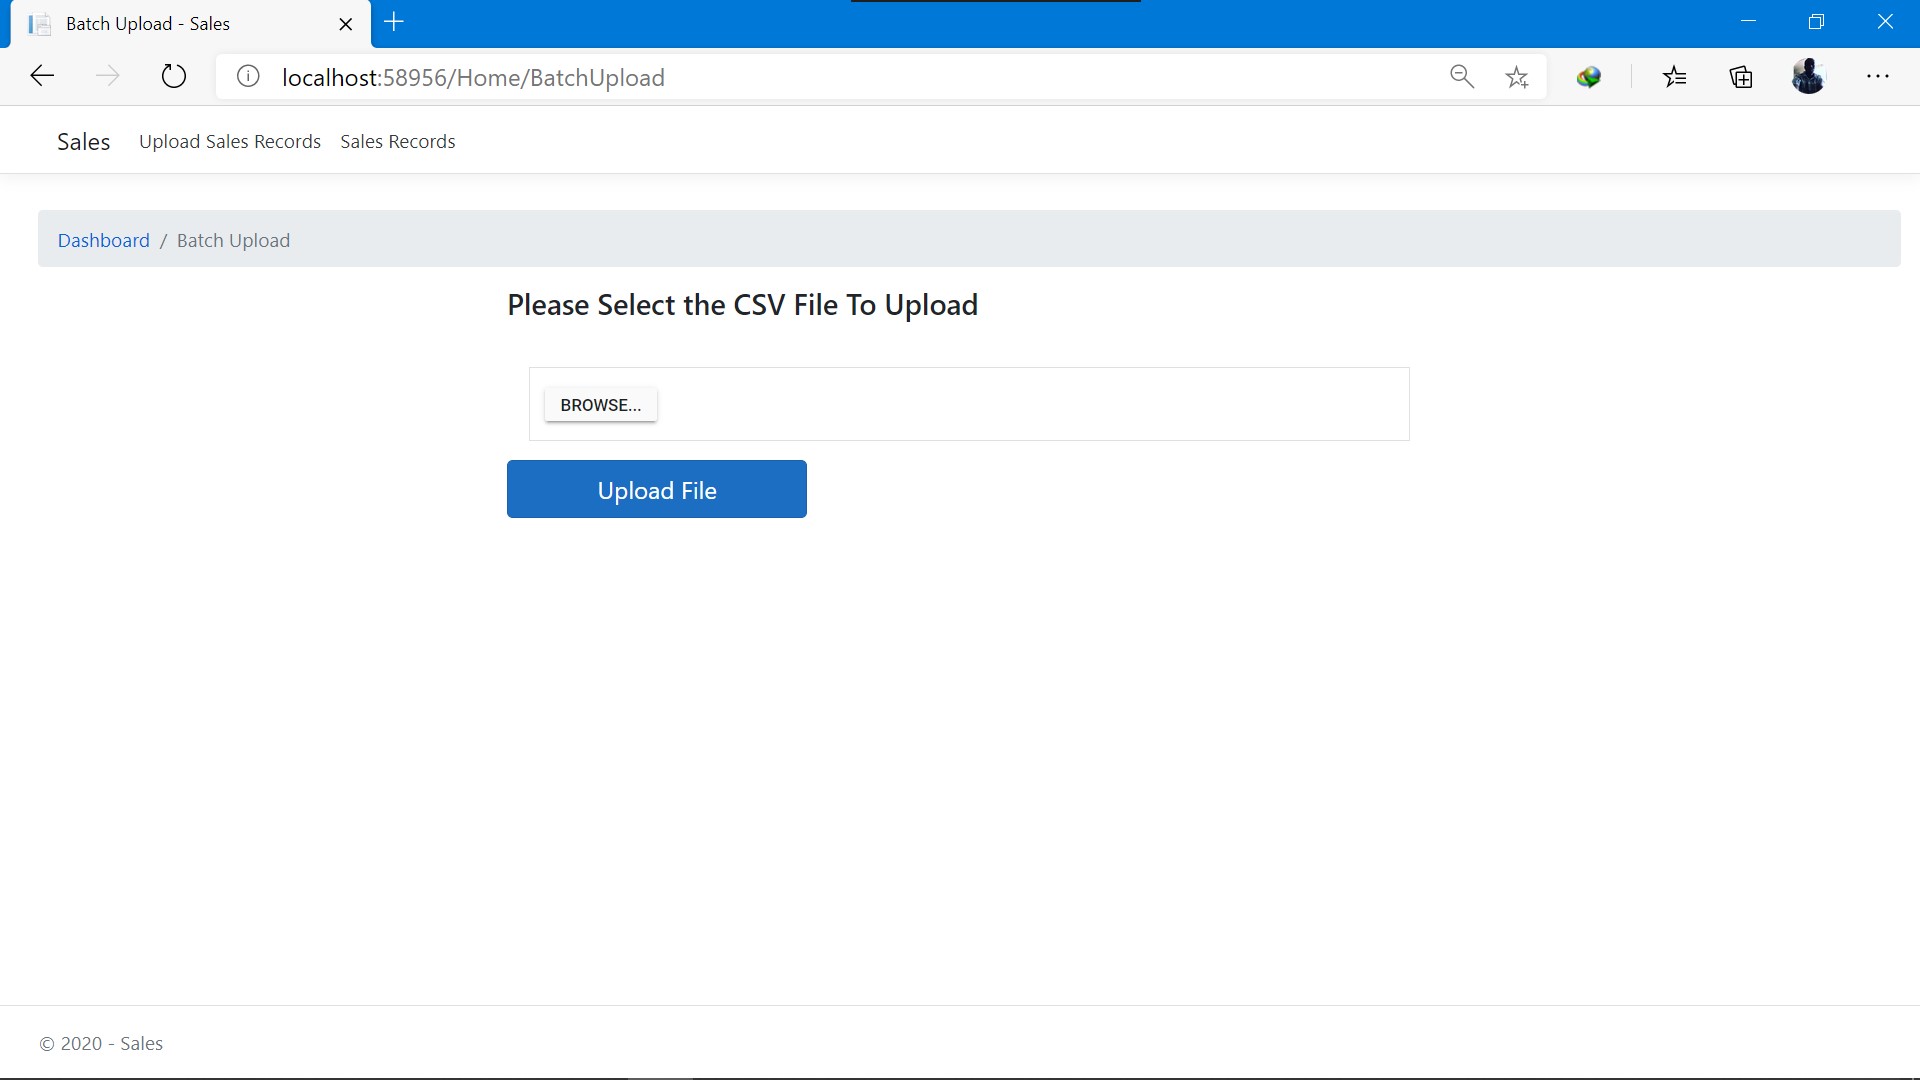 Batch Upload - Sales
localhost:58956/Home/BatchUpload
Sales Upload Sales Records Sales Records
Dashboard / Batch Upload
Please Select the CSV File To Upload
BROWSE...
Upload File
© 2020 - Sales